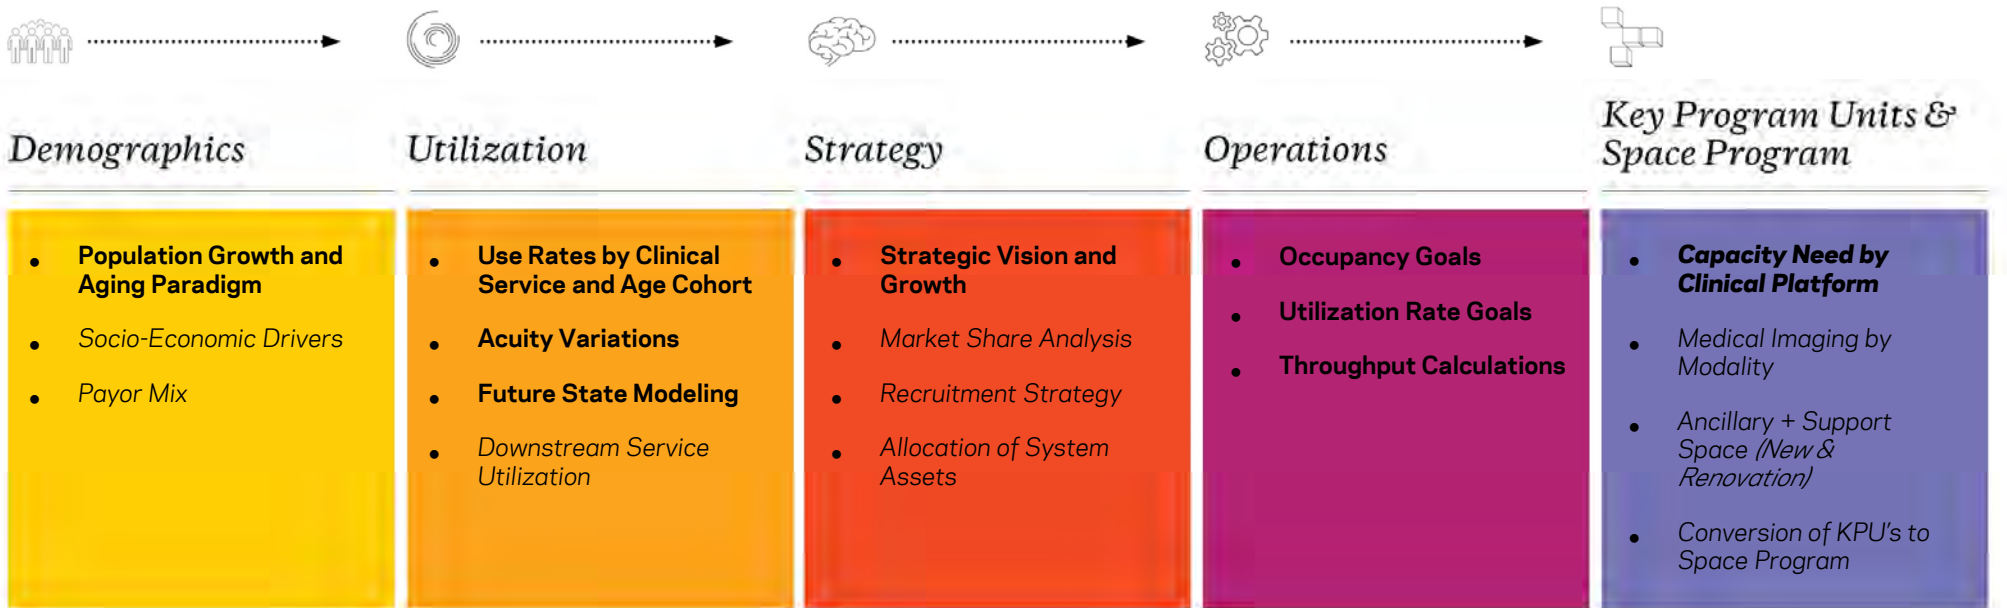 Demographics
Utilization
Strategy
Operations
Key Program Units &
Space Program
Population Growth and
Aging Paradigm
Socio-Economic Drivers
Payor Mix
Use Rates by Clinical
Service and Age Cohort
Acuity Variations
Future State Modeling
Downstream Service
Utilization
Strategic Vision and
Growth
Market Share Analysis
Recruitment Strategy
Allocation of System
Assets
Occupancy Goals
Utilization Rate Goals
Throughput Calculations
Capacity Need by
Clinical Platform
Medical Imaging by
Modality
Ancillary + Support
Space (New &
Renovation)
Conversion of KPU's to
Space Program